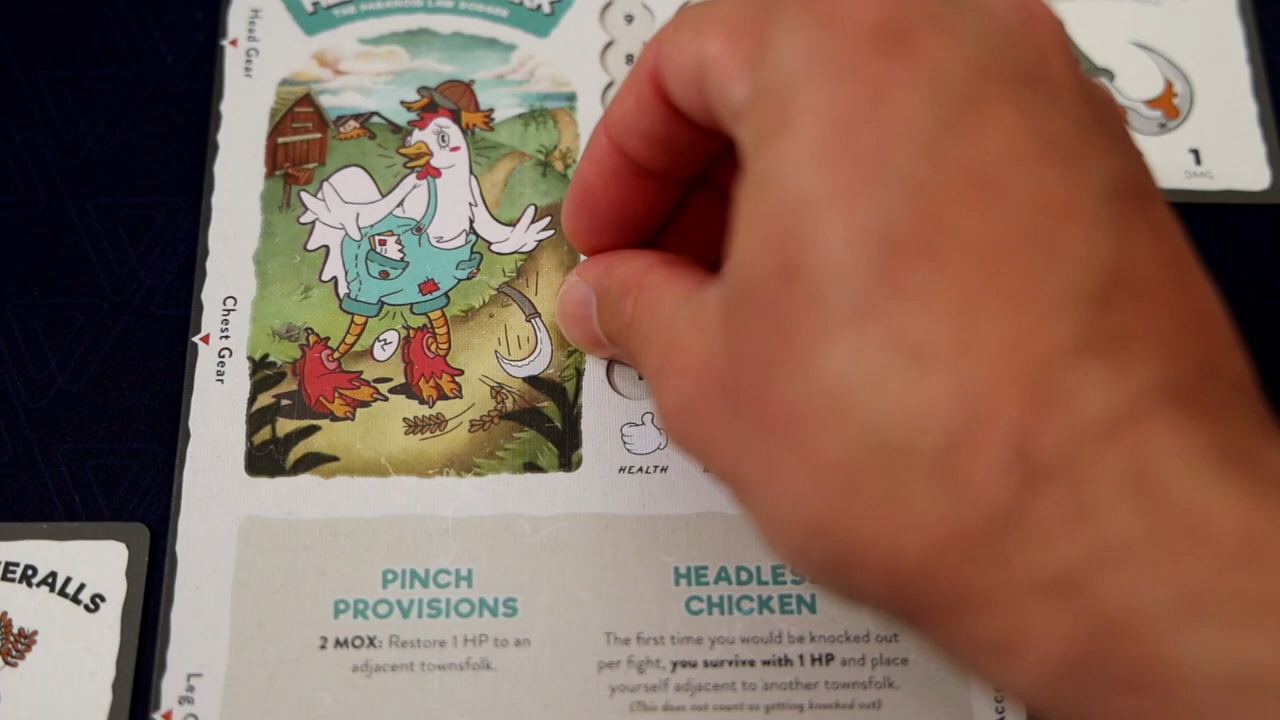 THE PARANOID LAW DODGER
Head Gear
9
8
1
DMG
Chest Gear
HEALTH
ERALLS
PINCH
PROVISIONS
2 MOX: Restore 1 HP to an
adjacent townsfolk.
HEADLESS
CHICKEN
The first time you would be knocked out
per fight, you survive with 1 HP and place
yourself adjacent to another townsfolk.
(This does not count as getting knocked out)
Leg